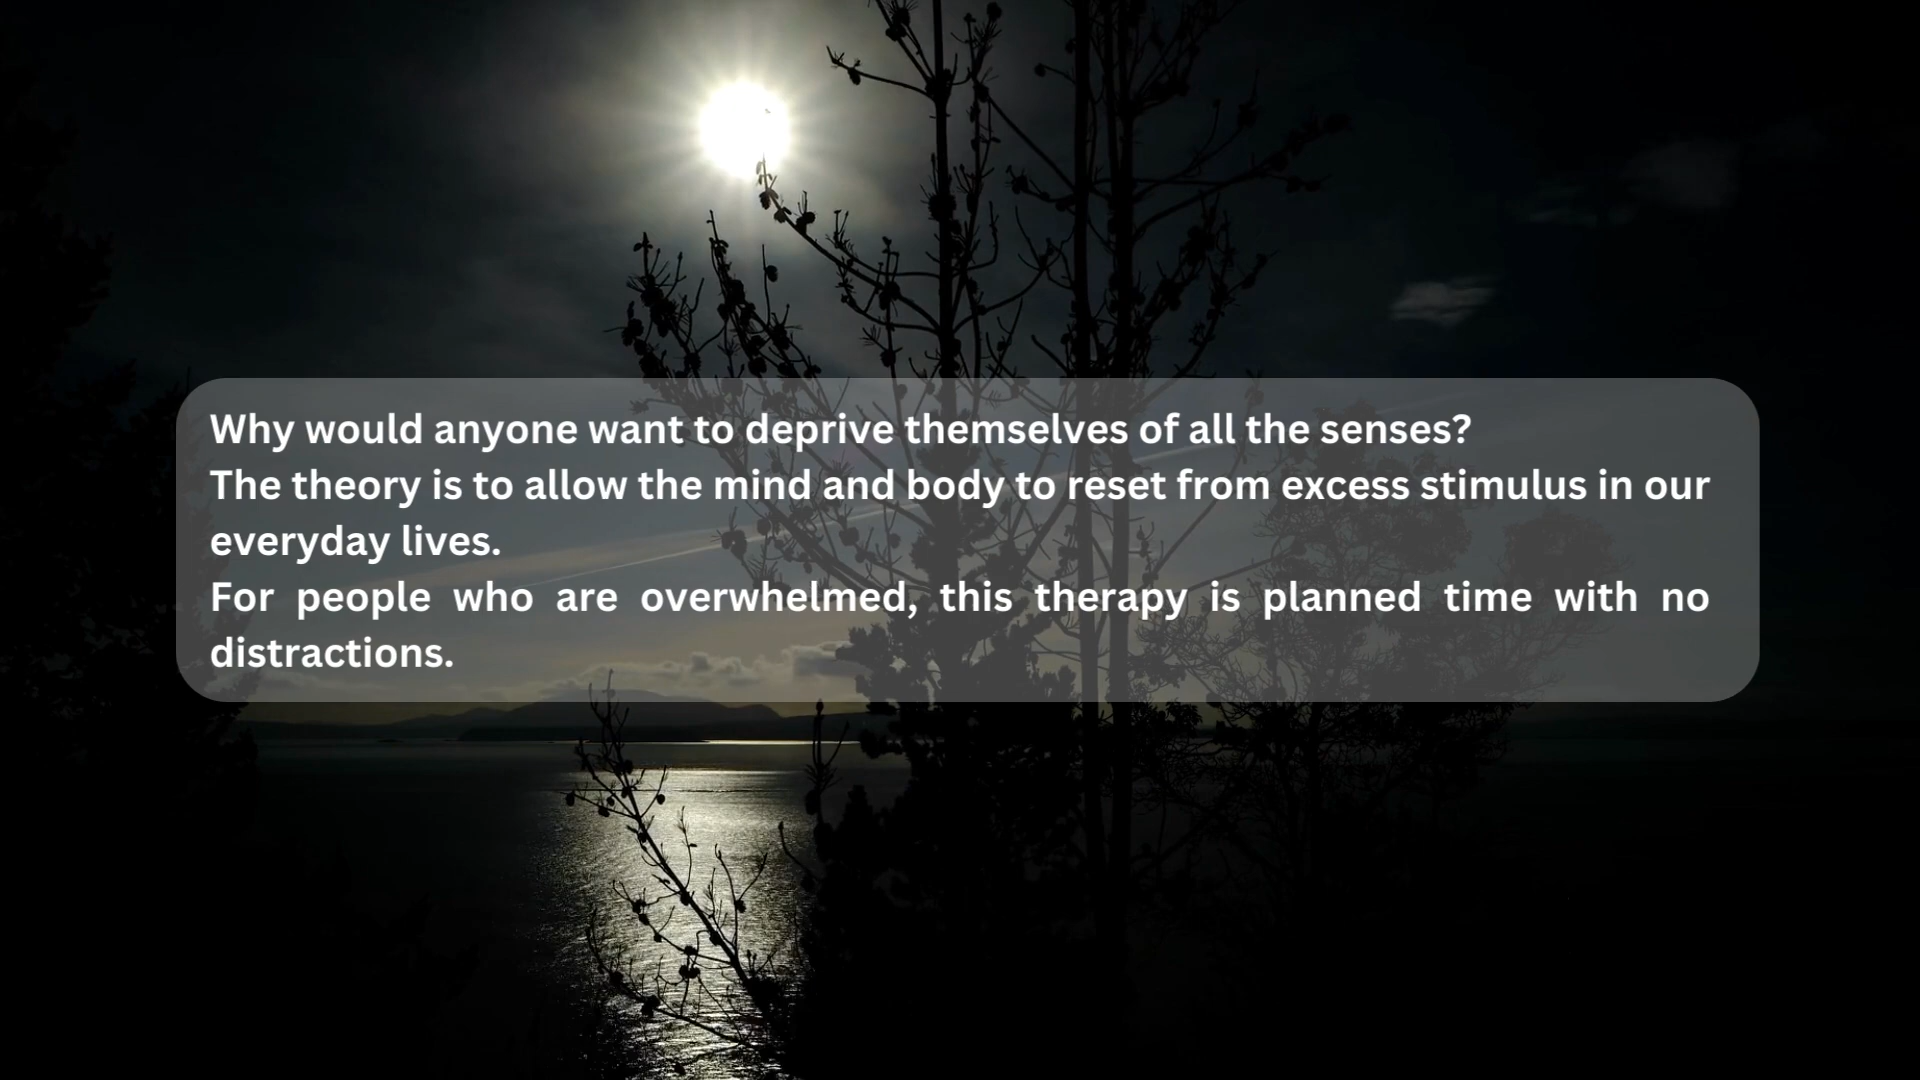 Why would anyone want to deprive themselves of all the senses?
The theory is to allow the mind and body to reset from excess stimulus in our
everyday lives.
For people who are overwhelmed, this therapy is planned time with no
distractions.